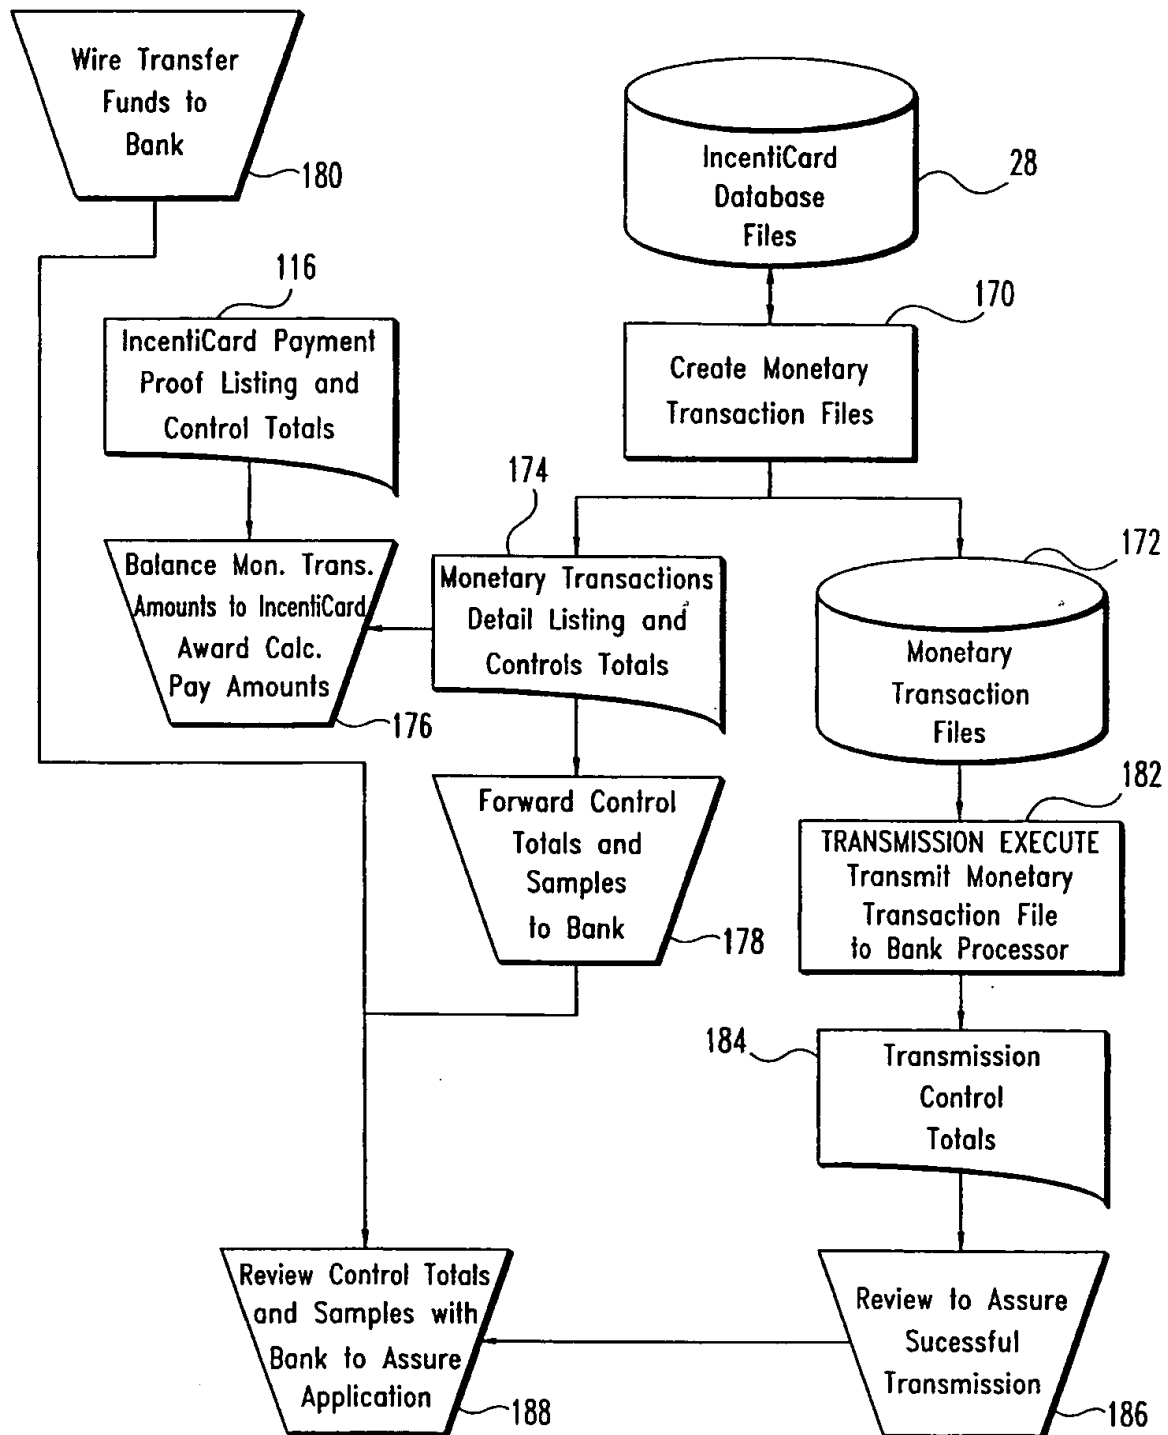 Wire Transfer
Funds to
Bank
180
IncentiCard
Database
Files
28
116
IncentiCard Payment
Proof Listing and
Control Totals
170
Create Monetary
Transaction Files
174
Balance Mon. Trans.
Amounts to IncentiCard
Award Calc.
Pay Amounts
176
Monetary Transactions
Detail Listing and
Controls Totals
172
Monetary
Transaction
Files
Forward Control
Totals and
Samples
to Bank
178
182
TRANSMISSION EXECUTE
Transmit Monetary
Transaction File
to Bank Processor
184
Transmission
Control
Totals
Review Control Totals
and Samples with
Bank to Assure
Application
188
Review to Assure
Sucessful
Transmission
186